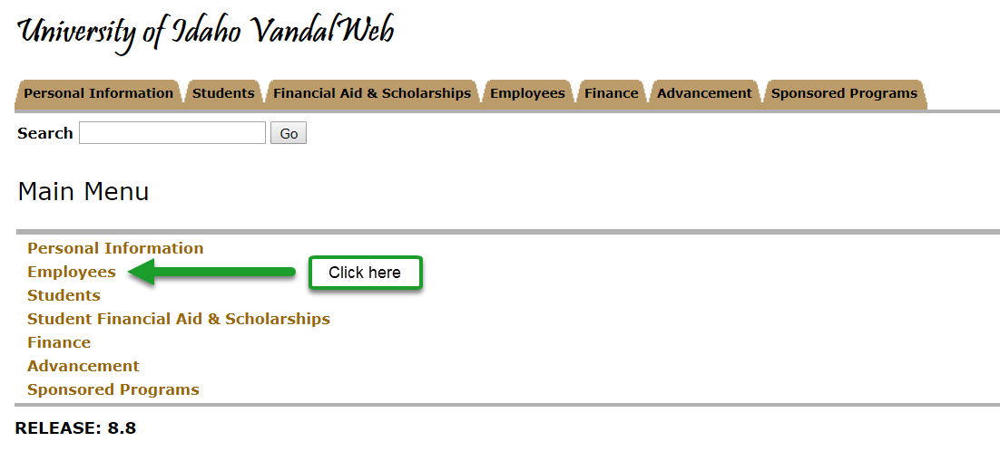 University of Idaho VandalWeb
Personal Information Students Financial Aid & Scholarships Employees Finance Advancement Sponsored Programs
Search Go
Main Menu
Personal Information
Employees Click here
Students
Student Financial Aid & Scholarships
Finance
Advancement
Sponsored Programs
RELEASE: 8.8